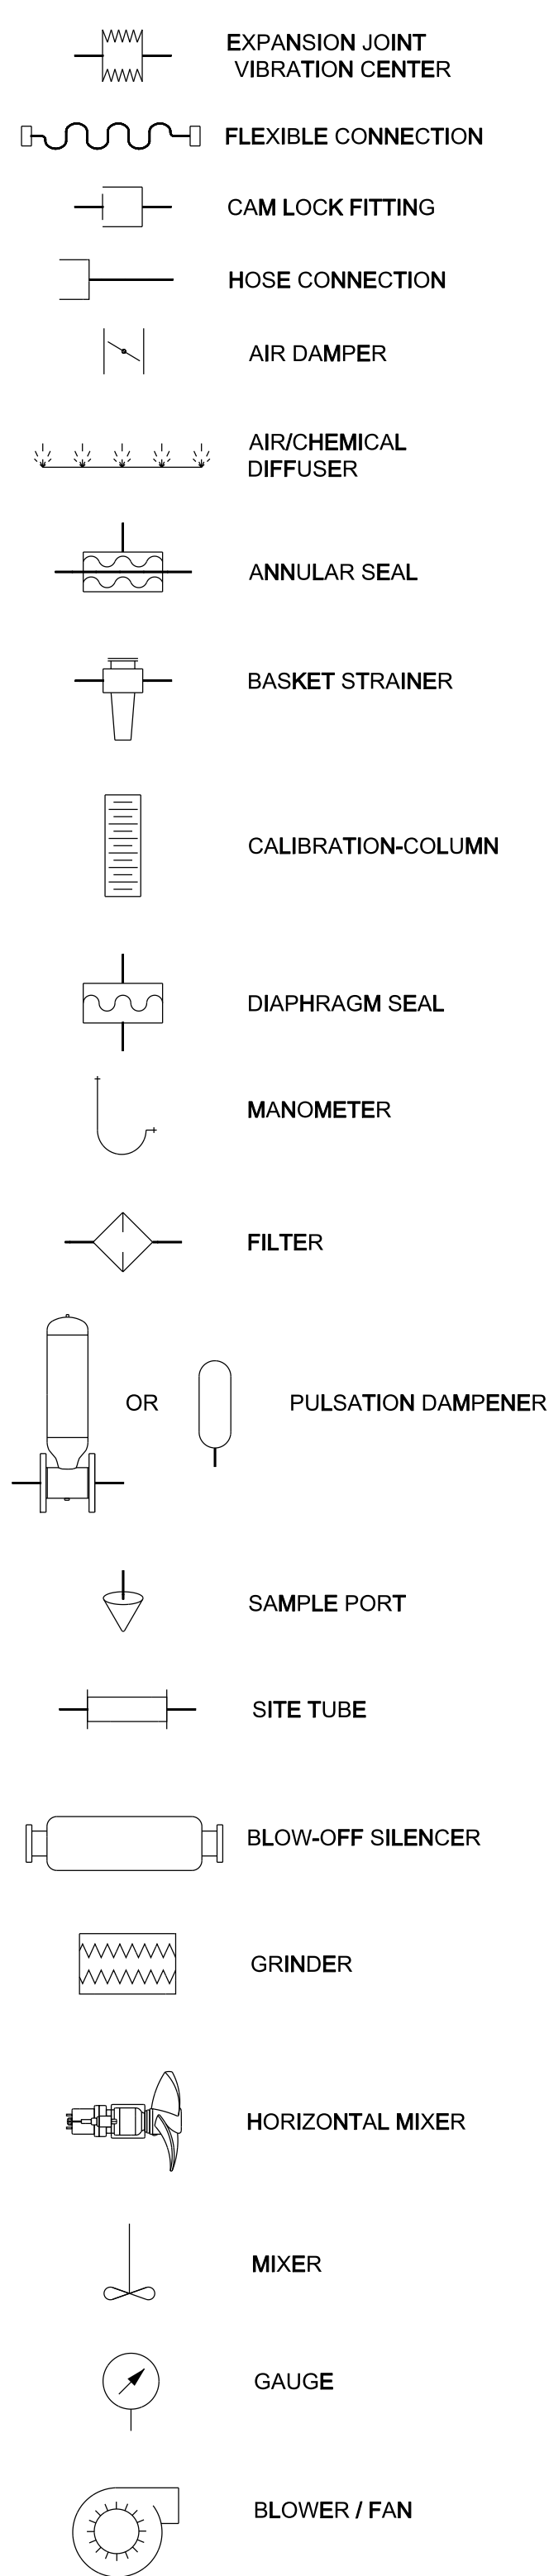 EXPANSION JOINT
VIBRATION CENTER
FLEXIBLE CONNECTION
CAM LOCK FITTING
HOSE CONNECTION
AIR DAMPER
AIR/CHEMICAL
DIFFUSER
ANNULAR SEAL
BASKET STRAINER
CALIBRATION-COLUMN
DIAPHRAGM SEAL
MANOMETER
FILTER
OR PULSATION DAMPENER
SAMPLE PORT
SITE TUBE
BLOW-OFF SILENCER
GRINDER
HORIZONTAL MIXER
MIXER
GAUGE
BLOWER / FAN